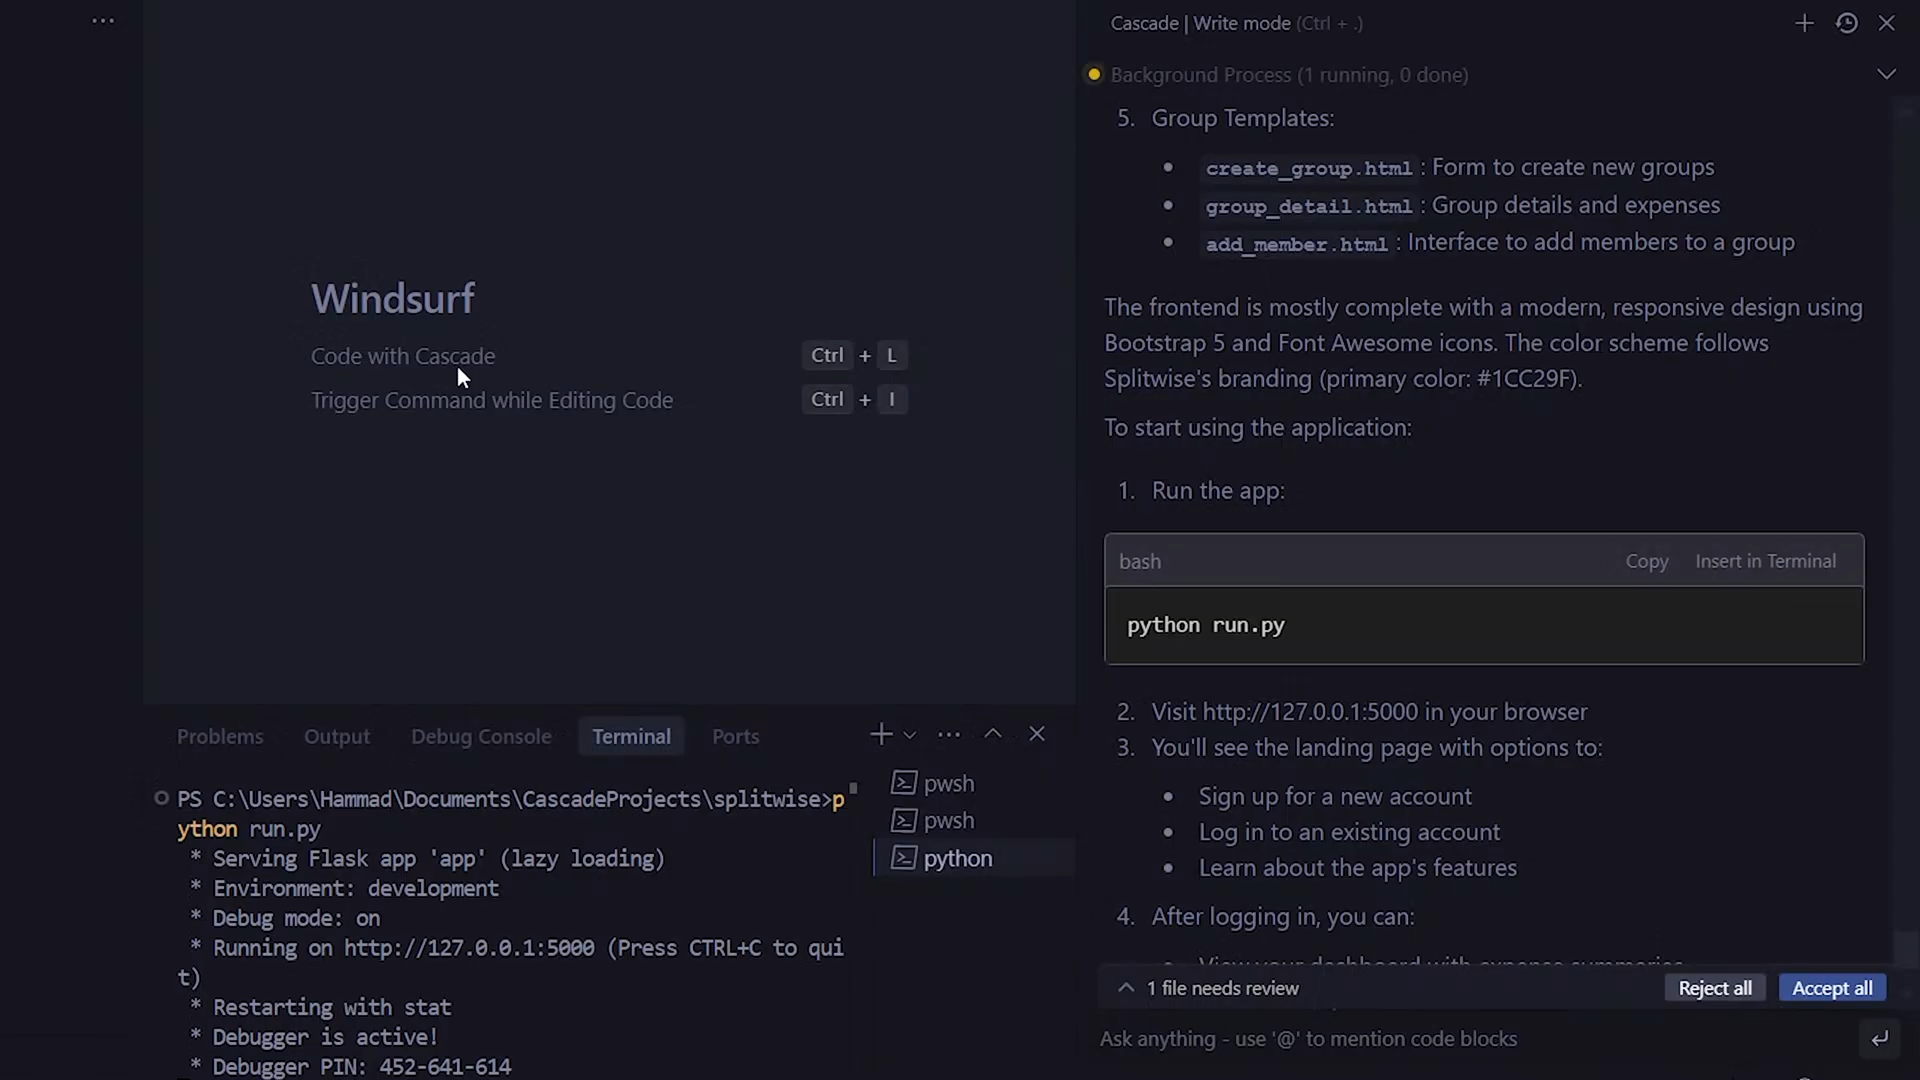 Cascade | Write mode (Ctrl + .)
Background Process (1 running, 0 done)
5. Group Templates:
create_group.html : Form to create new groups
group_detail.html : Group details and expenses
add_member.html : Interface to add members to a group
The frontend is mostly complete with a modern, responsive design using
Bootstrap 5 and Font Awesome icons. The color scheme follows
Splitwise's branding (primary color: #1CC29F).
To start using the application:
1. Run the app:
bash Copy Insert in Terminal
python run.py
2. Visit http://127.0.0.1:5000 in your browser
3. You'll see the landing page with options to:
Sign up for a new account
Log in to an existing account
Learn about the app's features
4. After logging in, you can:
View your dashboard with expense summaries
1 file needs review Reject all Accept all
Ask anything - use '@' to mention code blocks
Windsurf
Code with Cascade Ctrl + L
Trigger Command while Editing Code Ctrl + I
Problems Output Debug Console Terminal Ports
PS C:\Users\Hammad\Documents\CascadeProjects\splitwise>p
ython run.py
* Serving Flask app 'app' (lazy loading)
* Environment: development
* Debug mode: on
* Running on http://127.0.0.1:5000 (Press CTRL+C to qui
t)
* Restarting with stat
* Debugger is active!
* Debugger PIN: 452-641-614
pwsh
pwsh
python